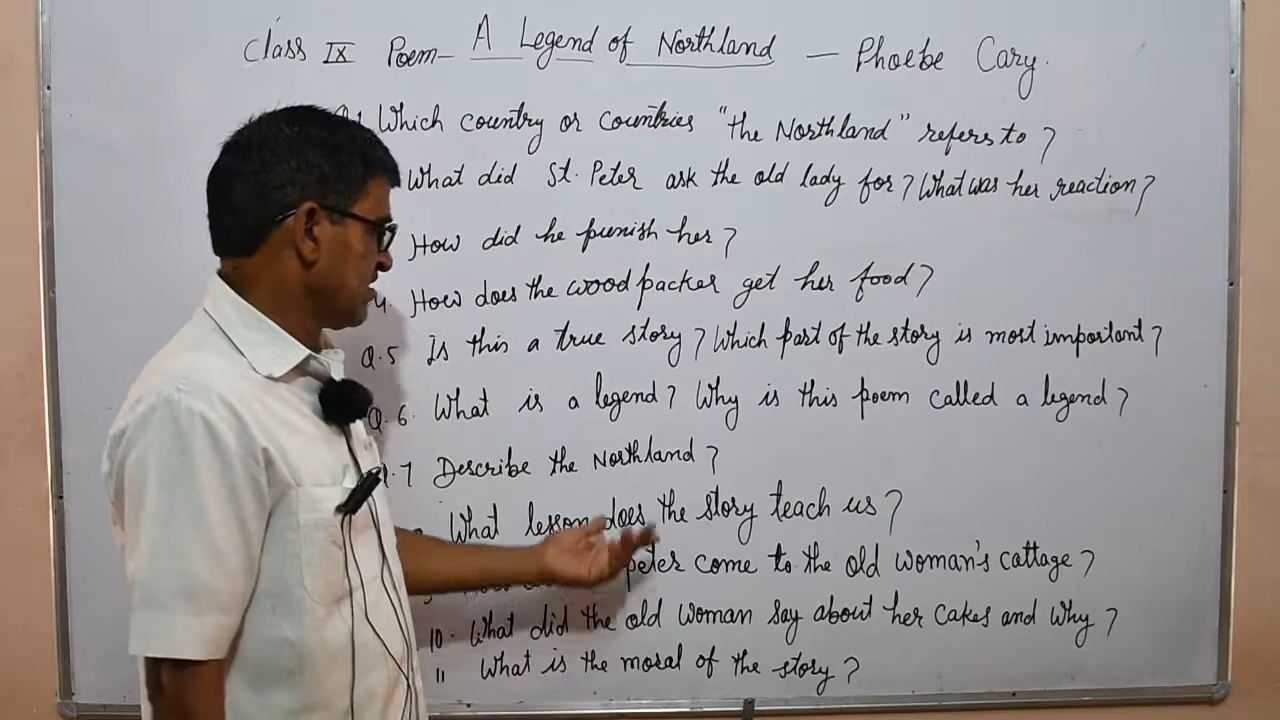 Class IX Poem- A Legend of Northland - Phoebe Cary.
Q.1 Which country or countries "the Northland" refers to?
What did St. Peter ask the old lady for? What was her reaction?
How did he punish her?
4. How does the woodpacker get her food?
Q.5 Is this a true story? Which part of the story is most important?
Q.6. What is a legend? Why is this poem called a legend?
Q.7 Describe the Northland?
What lesson does the story teach us?
peter come to the old woman's cottage?
10. What did the old woman say about her cakes and why?
11 What is the moral of the story?